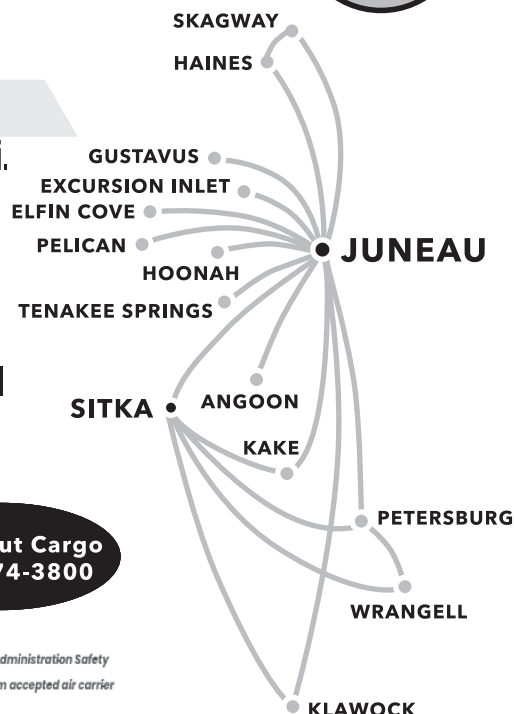 SKAGWAY
HAINES
GUSTAVUS
EXCURSION INLET
ELFIN COVE
PELICAN
JUNEAU
HOONAH
TENAKEE SPRINGS
SITKA
ANGOON
KAKE
PETERSBURG
ut Cargo
74-3800
WRANGELL
dministration Safety
m accepted air carrier
KLAWOCK